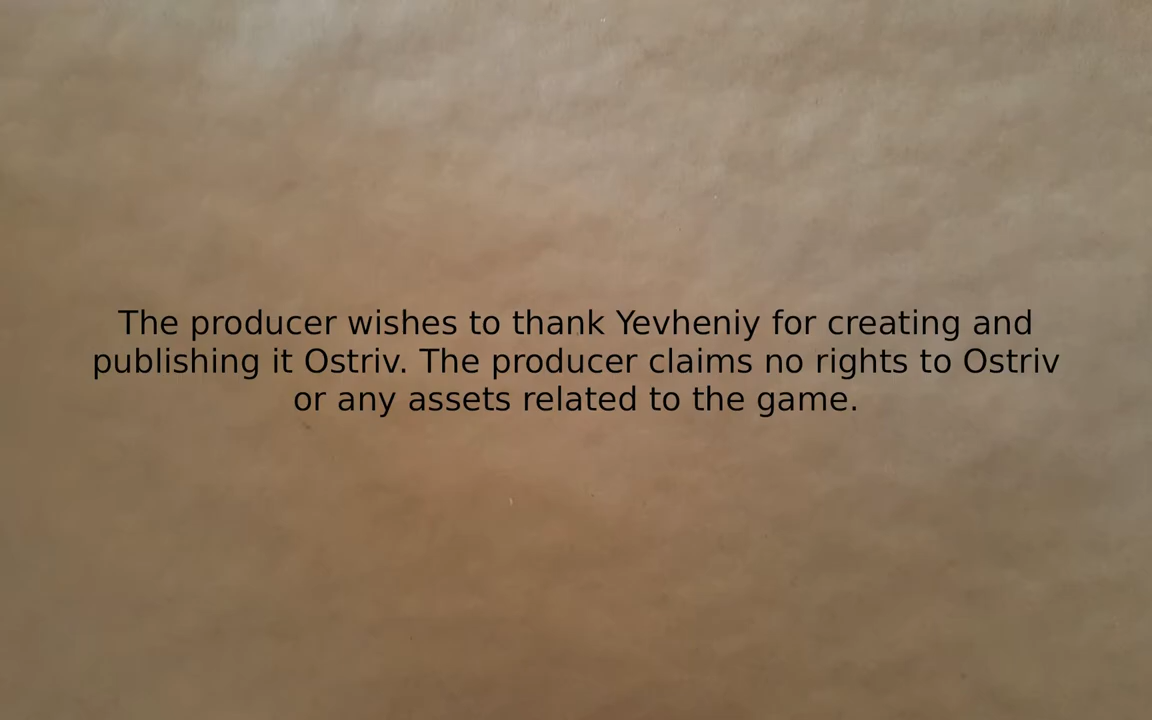 The producer wishes to thank Yevheniy for creating and
publishing it Ostriv. The producer claims no rights to Ostriv
or any assets related to the game.